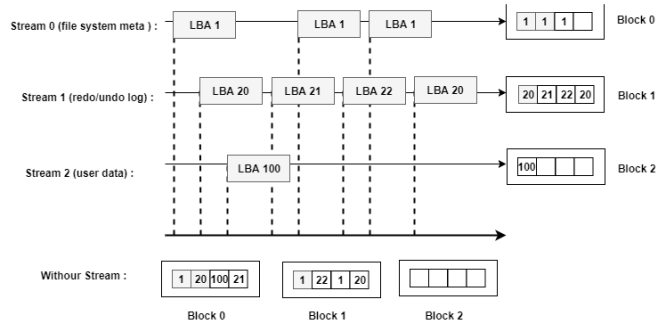 Stream 0 (file system meta ) :
LBA 1
LBA 1
LBA 1
1 1 1
Block 0
Stream 1 (redo/undo log) :
LBA 20
LBA 21
LBA 22
LBA 20
20 21 22 20
Block 1
Stream 2 (user data) :
LBA 100
100
Block 2
Withour Stream :
1 20 100 21
1 22 1 20
Block 0
Block 1
Block 2